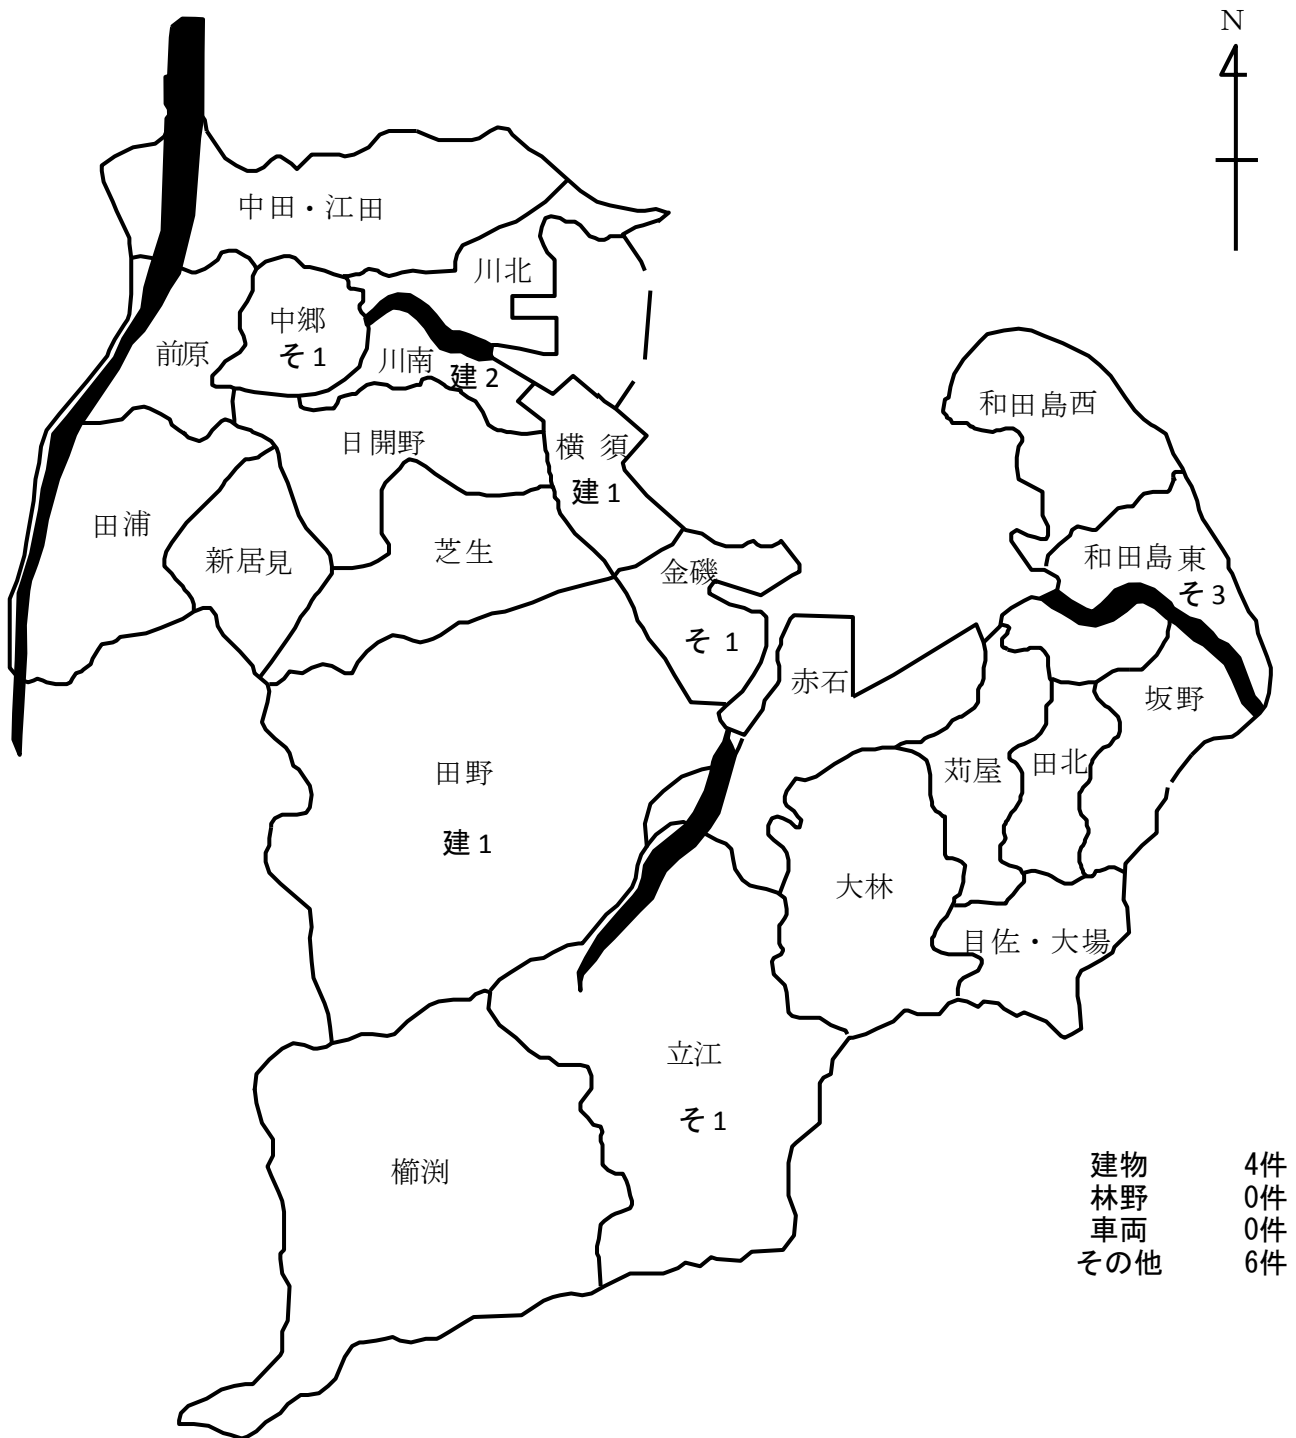 N
中田・江田
川北
中郷
そ1
前原
川南
建2
和田島西
日開野
横須
建1
田浦
新居見
芝生
金磯
そ1
和田島東
そ3
赤石
坂野
田野
建1
苅屋
田北
大林
目佐・大場
立江
そ1
櫛渕
建物 4件
林野 0件
車両 0件
その他 6件